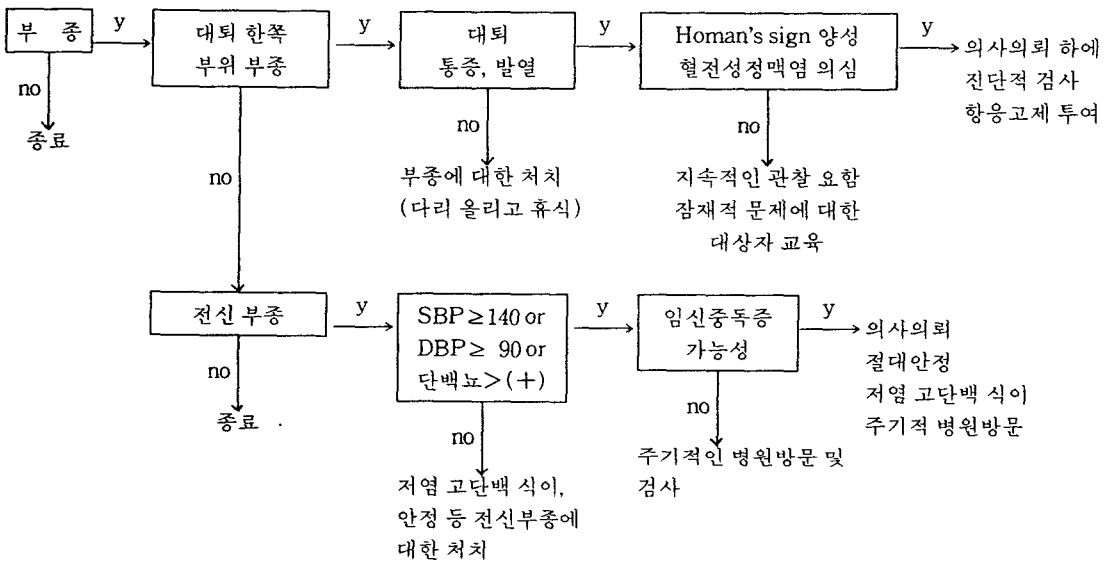 부 종
y
대퇴 한쪽
부위 부종
y
대퇴
통증, 발열
y
Homan's sign 양성
혈전성정맥염 의심
y
의사의뢰 하에
진단적 검사
항응고제 투여
no
종료
no
no
부종에 대한 처치
(다리 올리고 휴식)
no
지속적인 관찰 요함
잠재적 문제에 대한
대상자 교육
전신 부종
y
SBP≥140 or
DBP≥ 90 or
단백뇨>(+)
y
임신중독증
가능성
y
의사의뢰
절대안정
저염 고단백 식이
주기적 병원방문
no
종료
no
저염 고단백 식이,
안정 등 전신부종에
대한 처치
no
주기적인 병원방문 및
검사